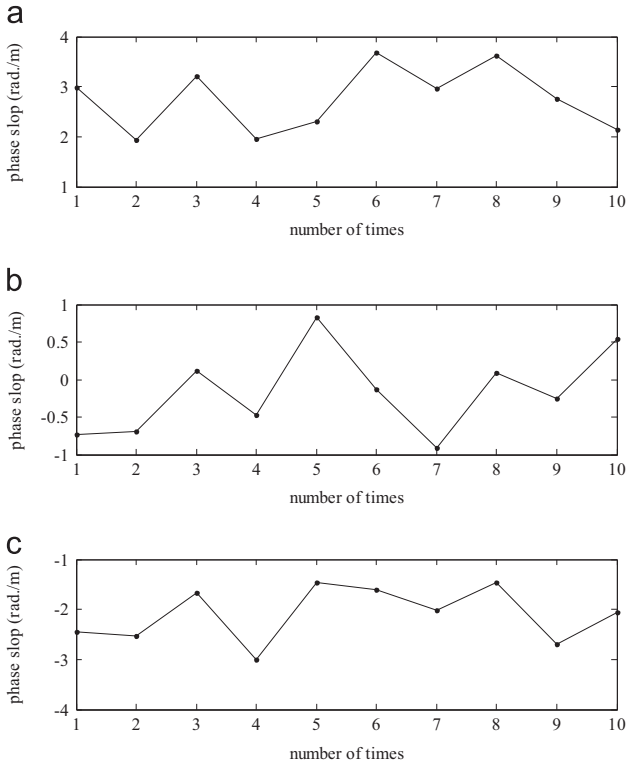 a
4
3
2
1
phase slop (rad./m)
1 2 3 4 5 6 7 8 9 10
number of times
b
1
0.5
0
-0.5
-1
phase slop (rad./m)
1 2 3 4 5 6 7 8 9 10
number of times
c
-1
-2
-3
-4
phase slop (rad./m)
1 2 3 4 5 6 7 8 9 10
number of times